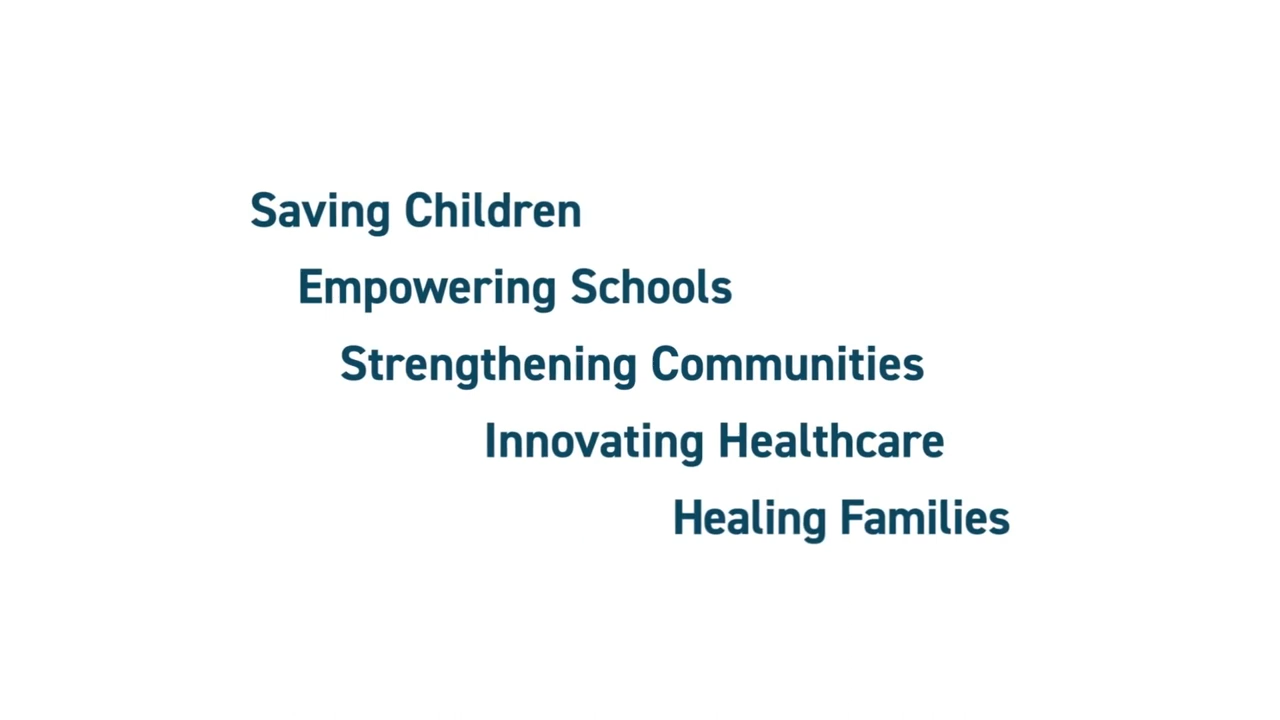 Saving Children
Empowering Schools
Strengthening Communities
Innovating Healthcare
Healing Families